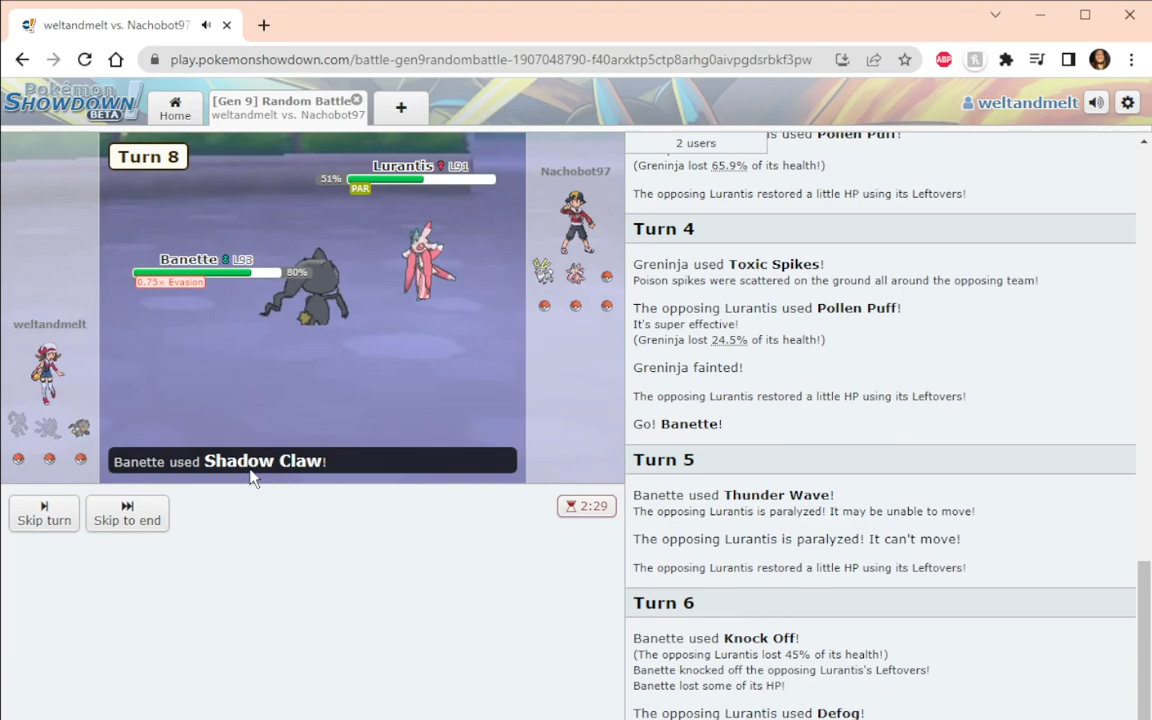 weltandmelt vs. Nachobot97
play.pokemonshowdown.com/battle-gen9randombattle-1907048790-f40arxktp5ctp8arhg0aivpgdsrbkf3pw
ABP
Pokémon
SHOWDOWN
BETA
Home
[Gen 9] Random Battle
weltandmelt vs. Nachobot97
+
weltandmelt
Turn 8
Lurantis L91
51%
PAR
Banette L93
80%
0.75× Evasion
Banette used Shadow Claw!
weltandmelt
Nachobot97
Skip turn
Skip to end
2:29
2 users
is used Pollen Puff!
(Greninja lost 65.9% of its health!)
The opposing Lurantis restored a little HP using its Leftovers!
Turn 4
Greninja used Toxic Spikes!
Poison spikes were scattered on the ground all around the opposing team!
The opposing Lurantis used Pollen Puff!
It's super effective!
(Greninja lost 24.5% of its health!)
Greninja fainted!
The opposing Lurantis restored a little HP using its Leftovers!
Go! Banette!
Turn 5
Banette used Thunder Wave!
The opposing Lurantis is paralyzed! It may be unable to move!
The opposing Lurantis is paralyzed! It can't move!
The opposing Lurantis restored a little HP using its Leftovers!
Turn 6
Banette used Knock Off!
(The opposing Lurantis lost 45% of its health!)
Banette knocked off the opposing Lurantis's Leftovers!
Banette lost some of its HP!
The opposing Lurantis used Defog!